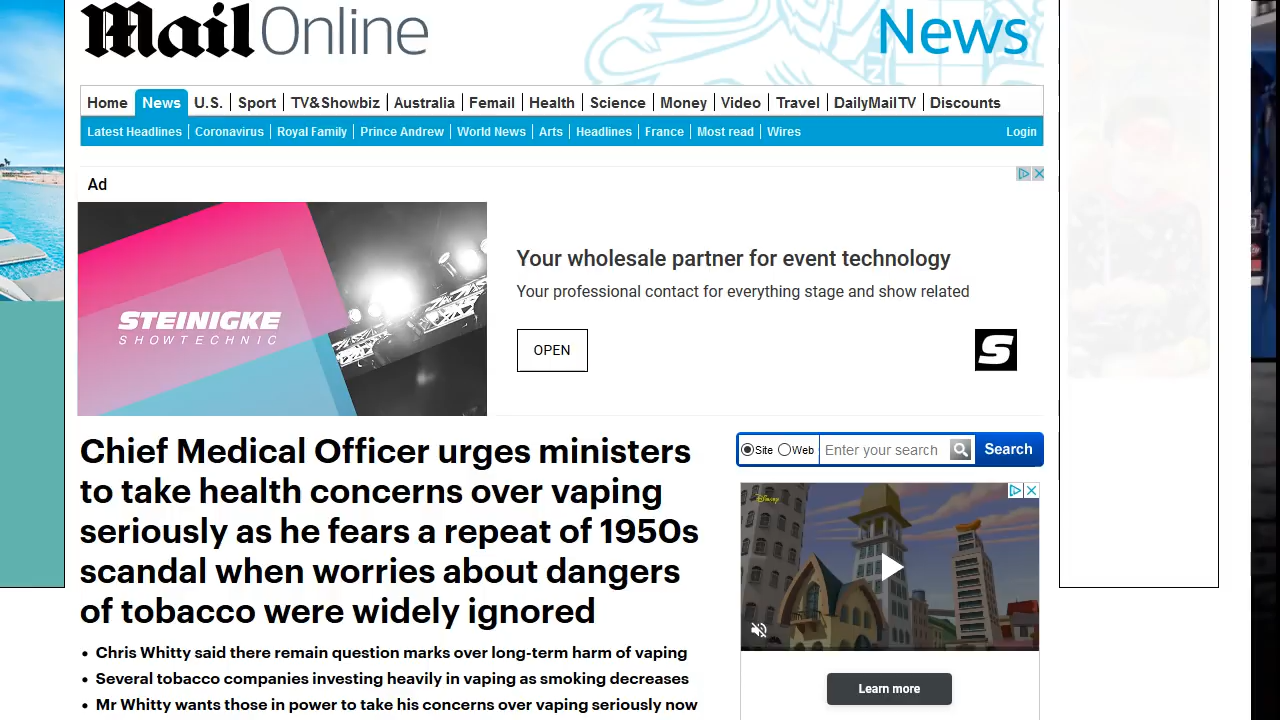 Mail Online
News
Home News U.S. Sport TV&Showbiz Australia Femail Health Science Money Video Travel DailyMailTV Discounts
Latest Headlines Coronavirus Royal Family Prince Andrew World News Arts Headlines France Most read Wires Login
Ad
Your wholesale partner for event technology
Your professional contact for everything stage and show related
STEINIGKE
SHOWTECHNIC
OPEN
S
Chief Medical Officer urges ministers
to take health concerns over vaping
seriously as he fears a repeat of 1950s
scandal when worries about dangers
of tobacco were widely ignored
• Chris Whitty said there remain question marks over long-term harm of vaping
• Several tobacco companies investing heavily in vaping as smoking decreases
• Mr Whitty wants those in power to take his concerns over vaping seriously now
Site Web Enter your search Search
Disney
Learn more